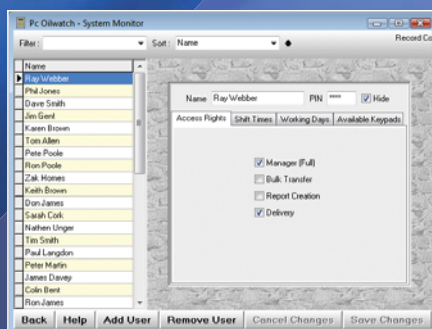 Pc Oilwatch - System Monitor
Filter: Sort: Name Record Co
Name
Ray Webber
Phil Jones
Dave Smith
Jim Gent
Karen Brown
Tom Allen
Pete Poole
Ron Poole
Zak Homes
Keith Brown
Don James
Sarah Cork
Nathen Unger
Tim Smith
Paul Langdon
Peter Martin
James Davey
Colin Bent
Ron James
Name Ray Webber PIN **** Hide
Access Rights Shift Times Working Days Available Keypads
Manager (Full)
Bulk Transfer
Report Creation
Delivery
Back Help Add User Remove User Cancel Changes Save Changes